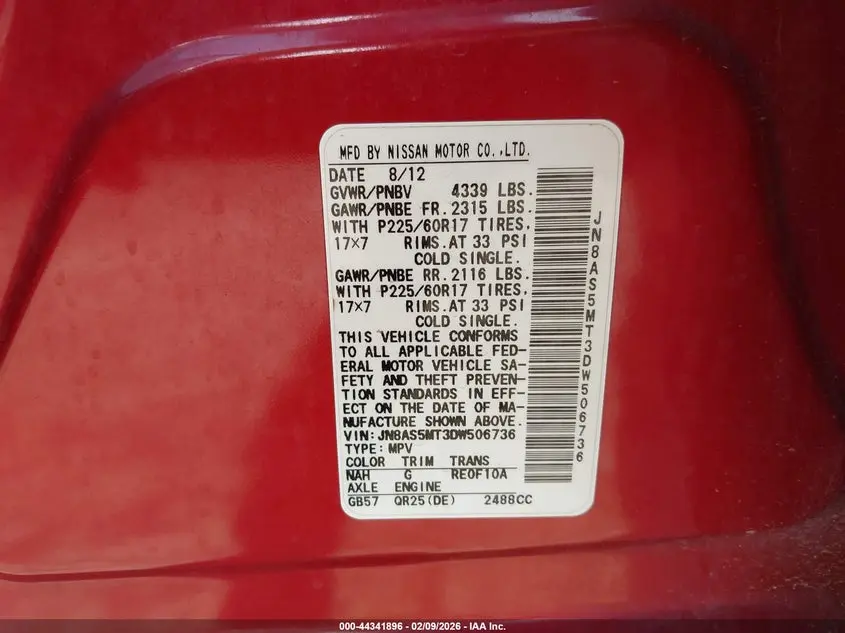 MFD BY NISSAN MOTOR CO.,LTD.
DATE 8/12
GVWR/PNBV 4339 LBS.
GAWR/PNBE FR. 2315 LBS.
WITH P225/60R17 TIRES,
17×7 RIMS.AT 33 PSI
COLD SINGLE.
GAWR/PNBE RR. 2116 LBS.
WITH P225/60R17 TIRES,
17×7 RIMS.AT 33 PSI
COLD SINGLE.
THIS VEHICLE CONFORMS
TO ALL APPLICABLE FED-
ERAL MOTOR VEHICLE SA-
FETY AND THEFT PREVEN-
TION STANDARDS IN EFF-
ECT ON THE DATE OF MA-
NUFACTURE SHOWN ABOVE.
VIN:JN8AS5MT3DW506736
TYPE:MPV
COLOR TRIM TRANS
NAH G RE0F10A
AXLE ENGINE
GB57 QR25(DE) 2488CC
JN8AS5MT3DW506736
000-44341896 - 02/09/2026 - IAA Inc.